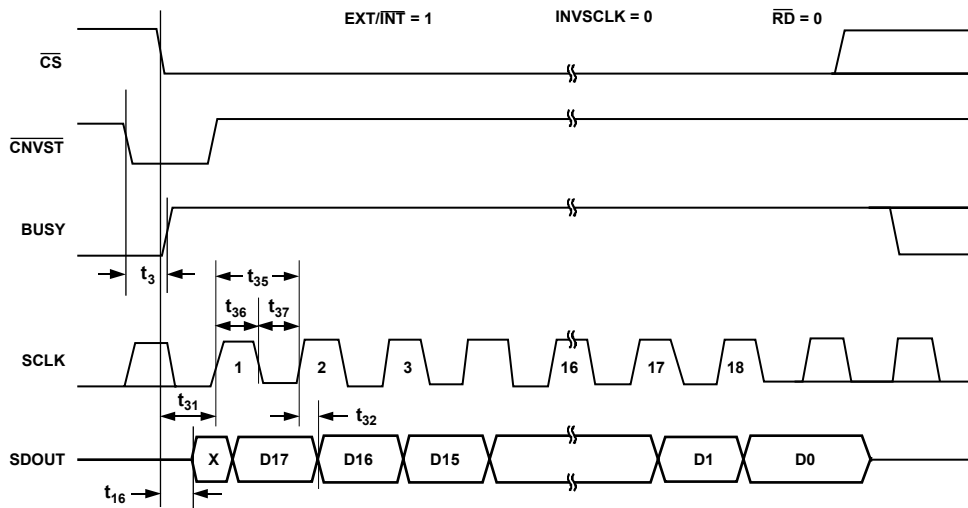 EXT/INT = 1 INVSCLK = 0 RD = 0
CS
CNVST
BUSY
t3
t35
t36 t37
SCLK 1 2 3 16 17 18
t31
t32
SDOUT X D17 D16 D15 D1 D0
t16